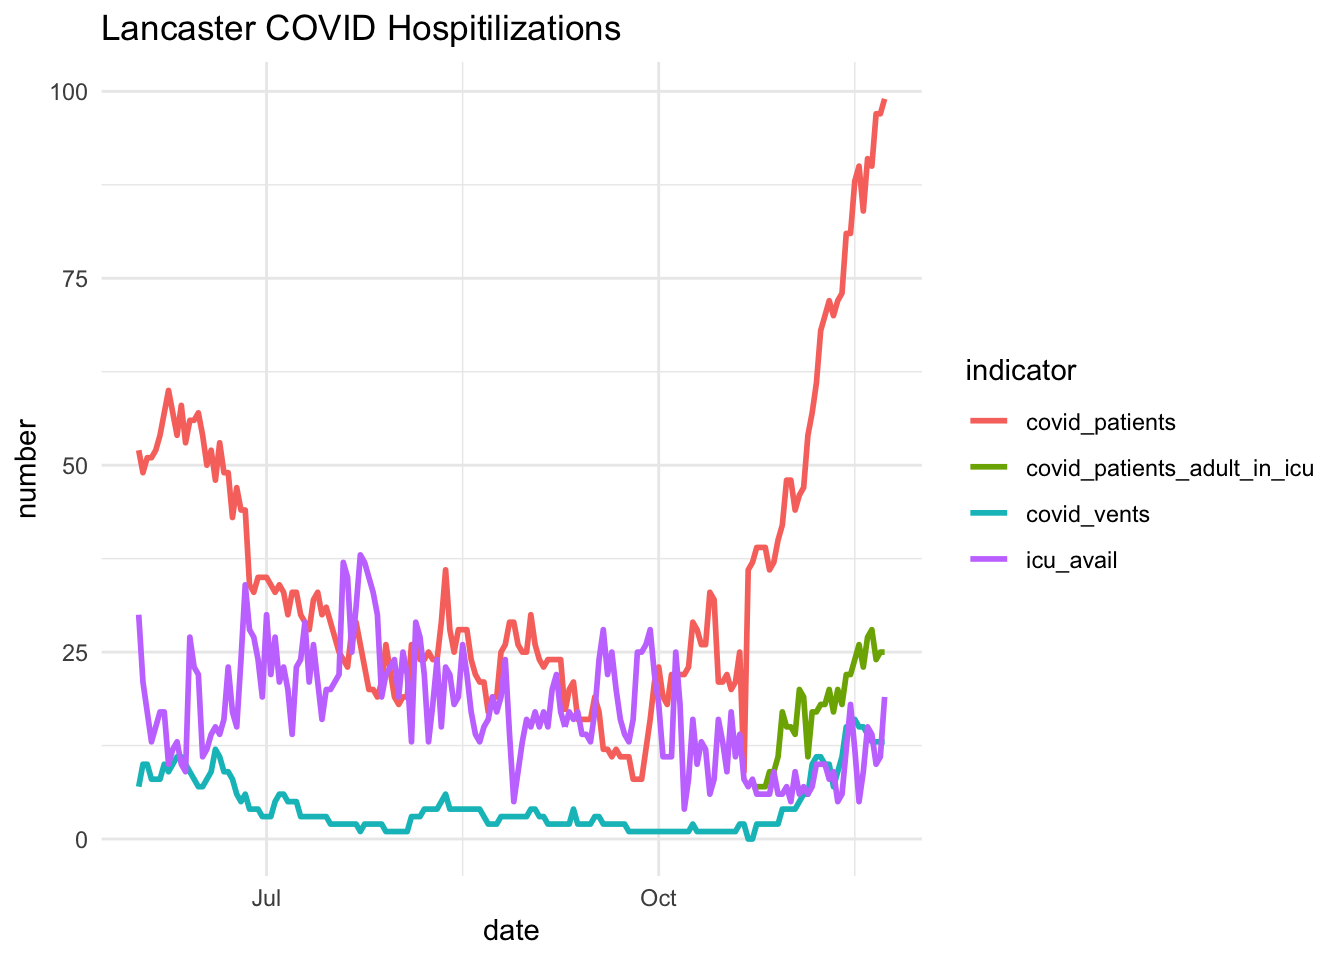 Lancaster COVID Hospitilizations
100
75
50
25
0
number
Jul
Oct
date
indicator
covid_patients
covid_patients_adult_in_icu
covid_vents
icu_avail